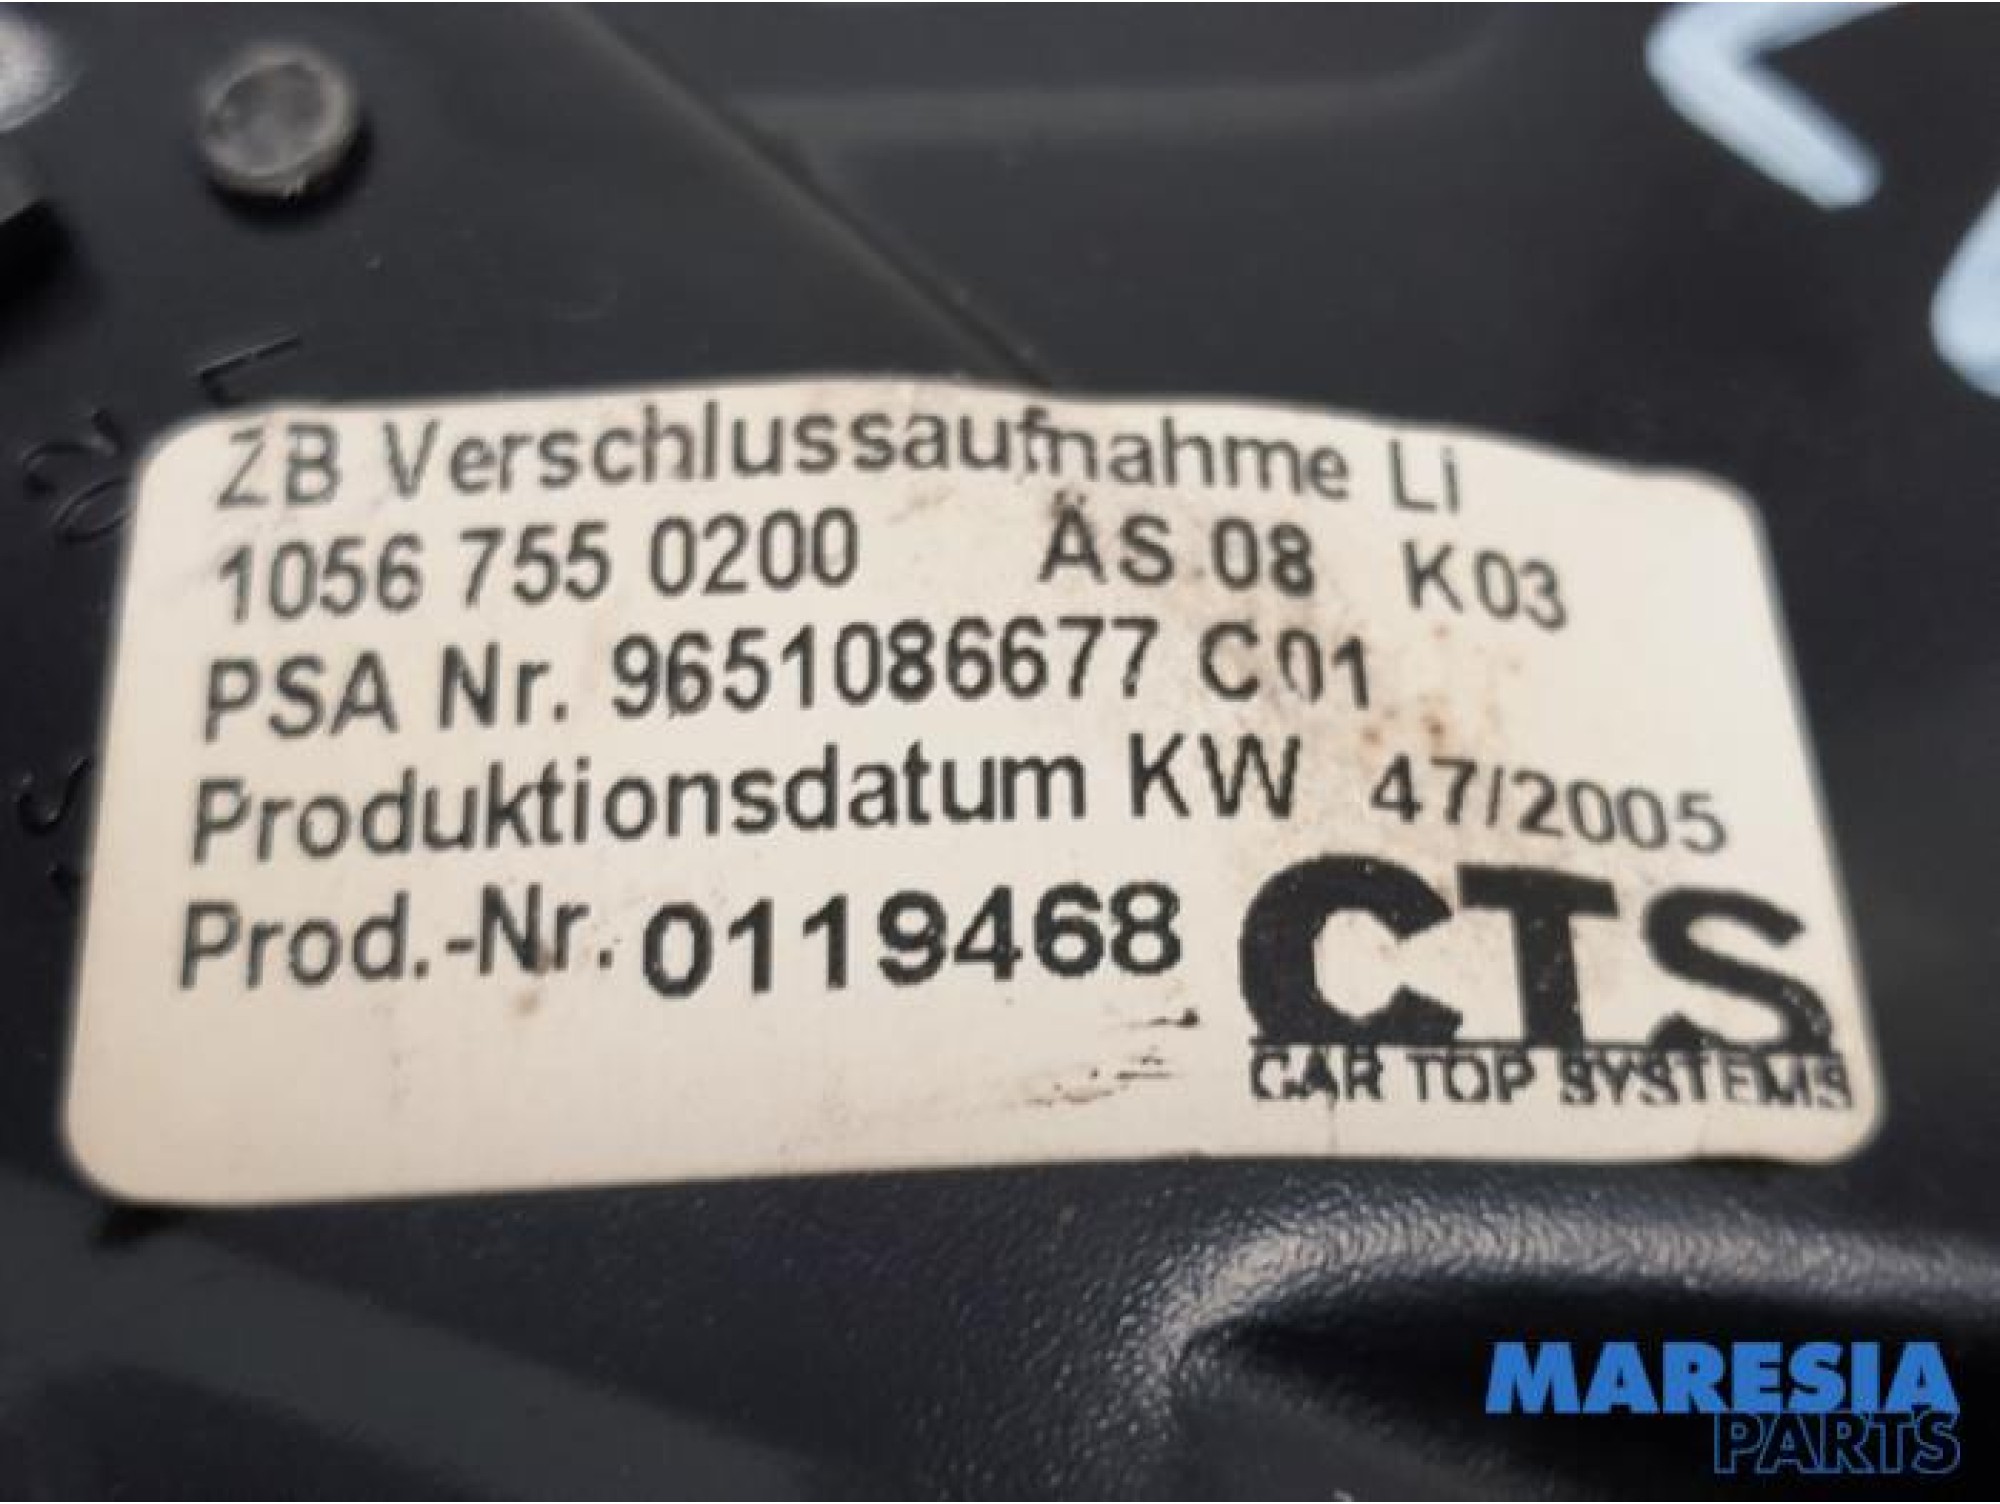 ZB Verschlussaufnahme Li
1056 755 0200 ÄS 08 K03
PSA Nr. 9651086677 C01
Produktionsdatum KW 47/2005
Prod.-Nr. 0119468
CTS
CAR TOP SYSTEMS
MARESIA
PARTS